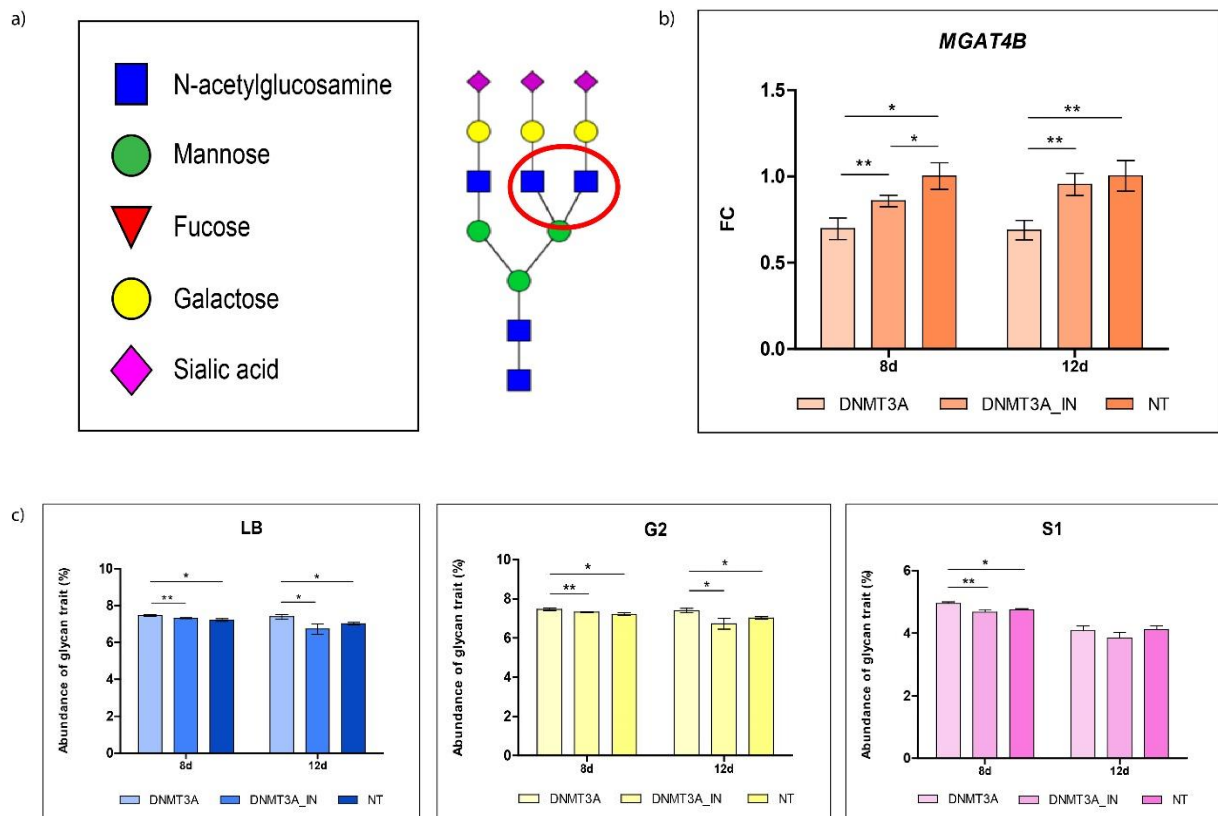 a)
N-acetylglucosamine
Mannose
Fucose
Galactose
Sialic acid
b)
MGAT4B
FC
1.5
1.0
0.5
0.0
*
** *
**
**
8d 12d
DNMT3A DNMT3A_IN NT
c)
LB
Abundance of glycan trait (%)
10
8
6
4
2
0
*
**
*
*
8d 12d
DNMT3A DNMT3A_IN NT
G2
Abundance of glycan trait (%)
10
8
6
4
2
0
*
**
*
*
8d 12d
DNMT3A DNMT3A_IN NT
S1
Abundance of glycan trait (%)
6
4
2
0
*
**
8d 12d
DNMT3A DNMT3A_IN NT